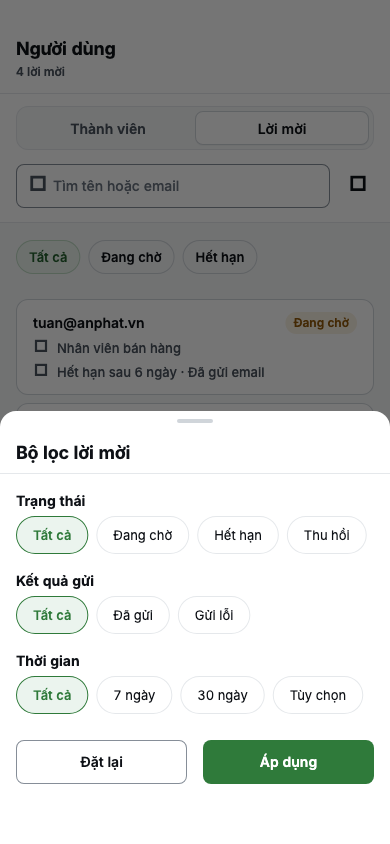 Người dùng
4 lời mời
Thành viên
Lời mời
Tìm tên hoặc email
Tất cả
Đang chờ
Hết hạn
tuan@anphat.vn
Đang chờ
Nhân viên bán hàng
Hết hạn sau 6 ngày · Đã gửi email
Bộ lọc lời mời
Trạng thái
Tất cả
Đang chờ
Hết hạn
Thu hồi
Kết quả gửi
Tất cả
Đã gửi
Gửi lỗi
Thời gian
Tất cả
7 ngày
30 ngày
Tùy chọn
Đặt lại
Áp dụng